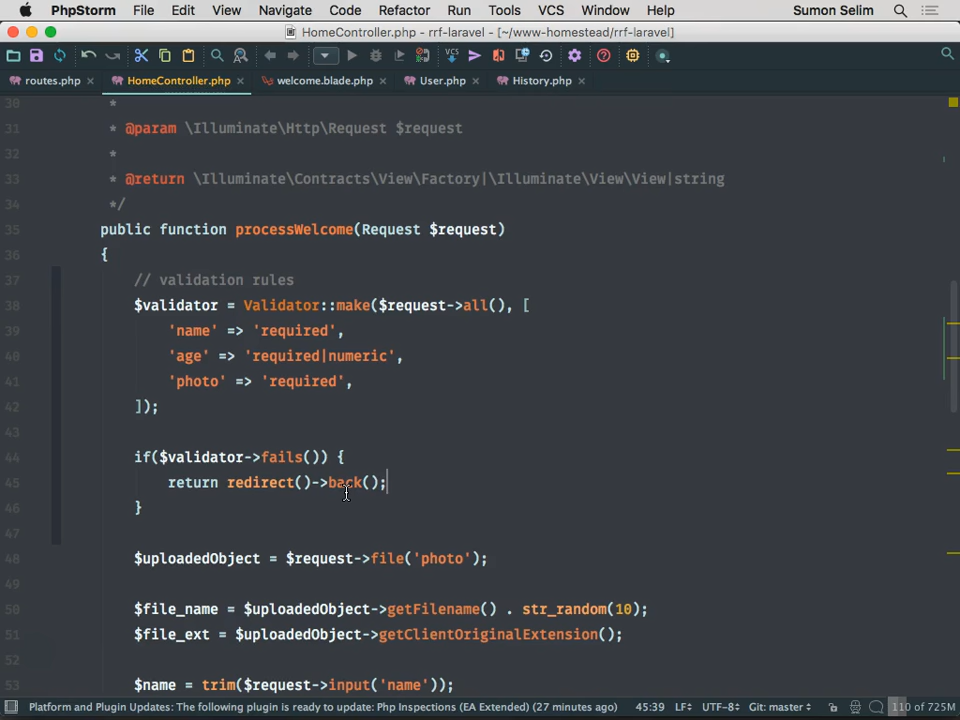 PhpStorm File Edit View Navigate Code Refactor Run Tools VCS Window Help Sumon Selim
HomeController.php - rrf-laravel - [~/www-homestead/rrf-laravel]
routes.php HomeController.php welcome.blade.php User.php History.php
30 *
31 * @param \Illuminate\Http\Request $request
32 *
33 * @return \Illuminate\Contracts\View\Factory|\Illuminate\View\View|string
34 */
35 public function processWelcome(Request $request)
36 {
37 // validation rules
38 $validator = Validator::make($request->all(), [
39 'name' => 'required',
40 'age' => 'required|numeric',
41 'photo' => 'required',
42 ]);
43
44 if($validator->fails()) {
45 return redirect()->back();
46 }
47
48 $uploadedObject = $request->file('photo');
49
50 $file_name = $uploadedObject->getFilename() . str_random(10);
51 $file_ext = $uploadedObject->getClientOriginalExtension();
52
53 $name = trim($request->input('name'));
Platform and Plugin Updates: The following plugin is ready to update: Php Inspections (EA Extended) (27 minutes ago) 45:39 LF÷ UTF-8÷ Git: master÷ 110 of 725M